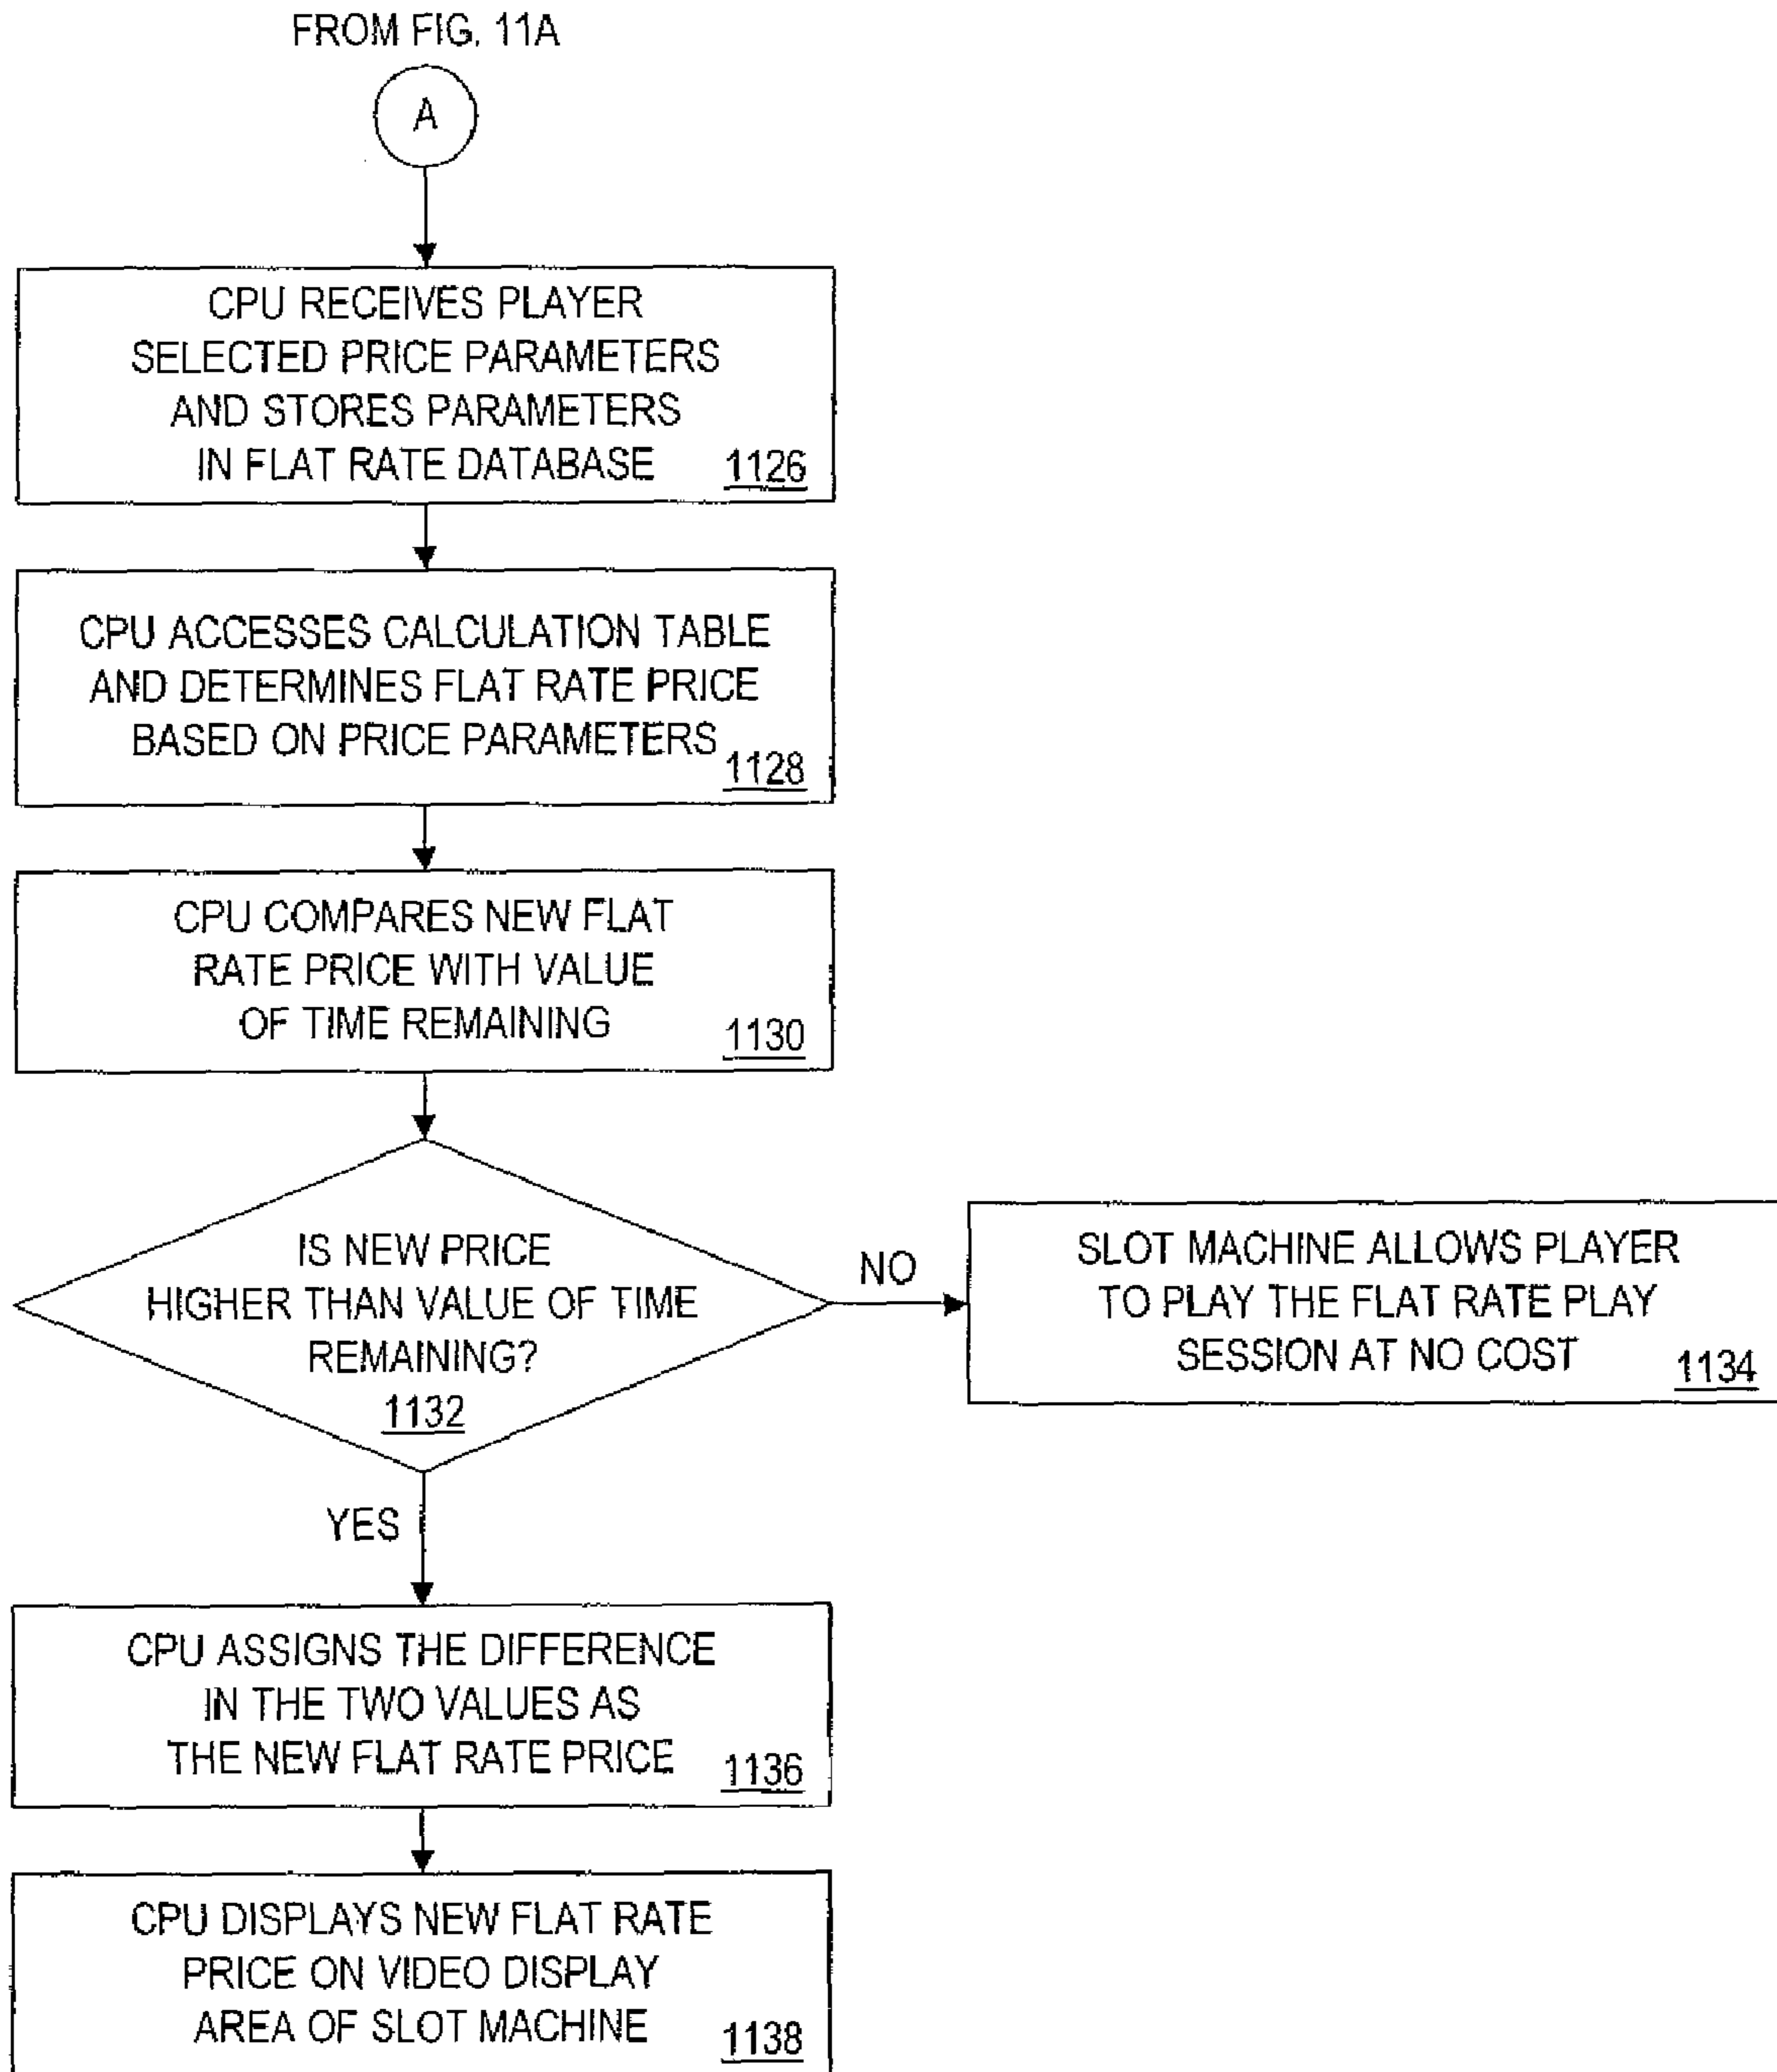 FROM FIG. 11A
A
CPU RECEIVES PLAYER
SELECTED PRICE PARAMETERS
AND STORES PARAMETERS
IN FLAT RATE DATABASE 1126
CPU ACCESSES CALCULATION TABLE
AND DETERMINES FLAT RATE PRICE
BASED ON PRICE PARAMETERS 1128
CPU COMPARES NEW FLAT
RATE PRICE WITH VALUE
OF TIME REMAINING 1130
IS NEW PRICE
HIGHER THAN VALUE OF TIME
REMAINING?
1132
NO
SLOT MACHINE ALLOWS PLAYER
TO PLAY THE FLAT RATE PLAY
SESSION AT NO COST 1134
YES
CPU ASSIGNS THE DIFFERENCE
IN THE TWO VALUES AS
THE NEW FLAT RATE PRICE 1136
CPU DISPLAYS NEW FLAT RATE
PRICE ON VIDEO DISPLAY
AREA OF SLOT MACHINE 1138